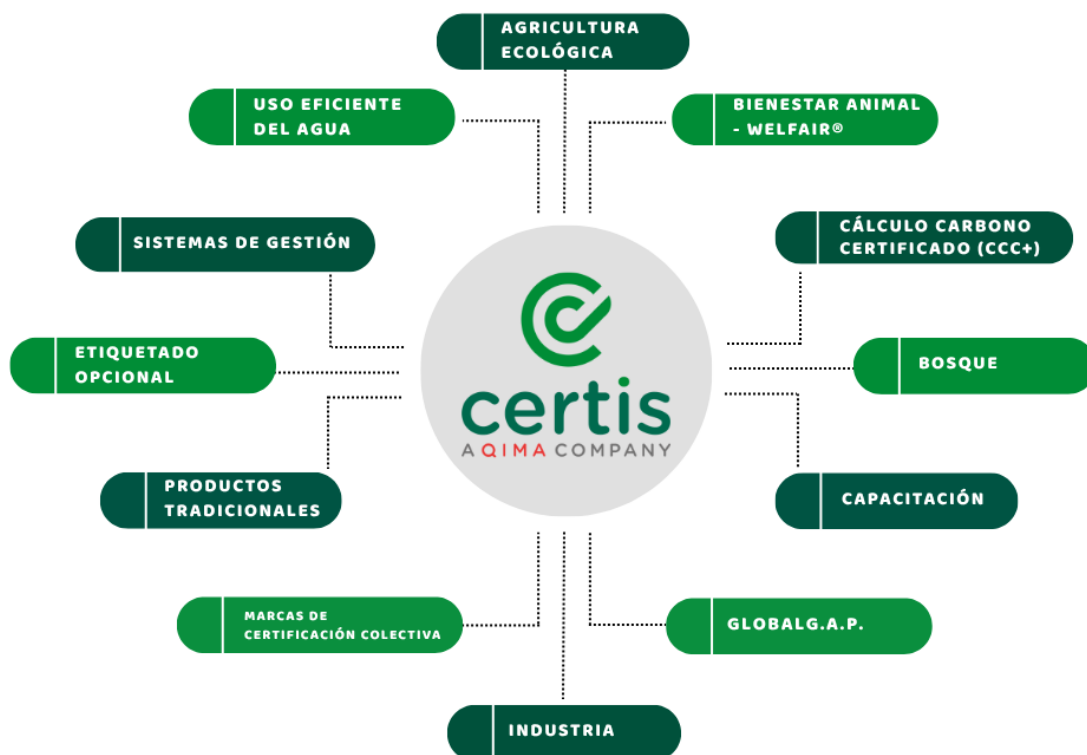 AGRICULTURA
ECOLÓGICA
USO EFICIENTE
DEL AGUA
BIENESTAR ANIMAL
- WELFAIR®
SISTEMAS DE GESTIÓN
CÁLCULO CARBONO
CERTIFICADO (CCC+)
ETIQUETADO
OPCIONAL
BOSQUE
certis
A QIMA COMPANY
PRODUCTOS
TRADICIONALES
CAPACITACIÓN
MARCAS DE
CERTIFICACIÓN COLECTIVA
GLOBALG.A.P.
INDUSTRIA